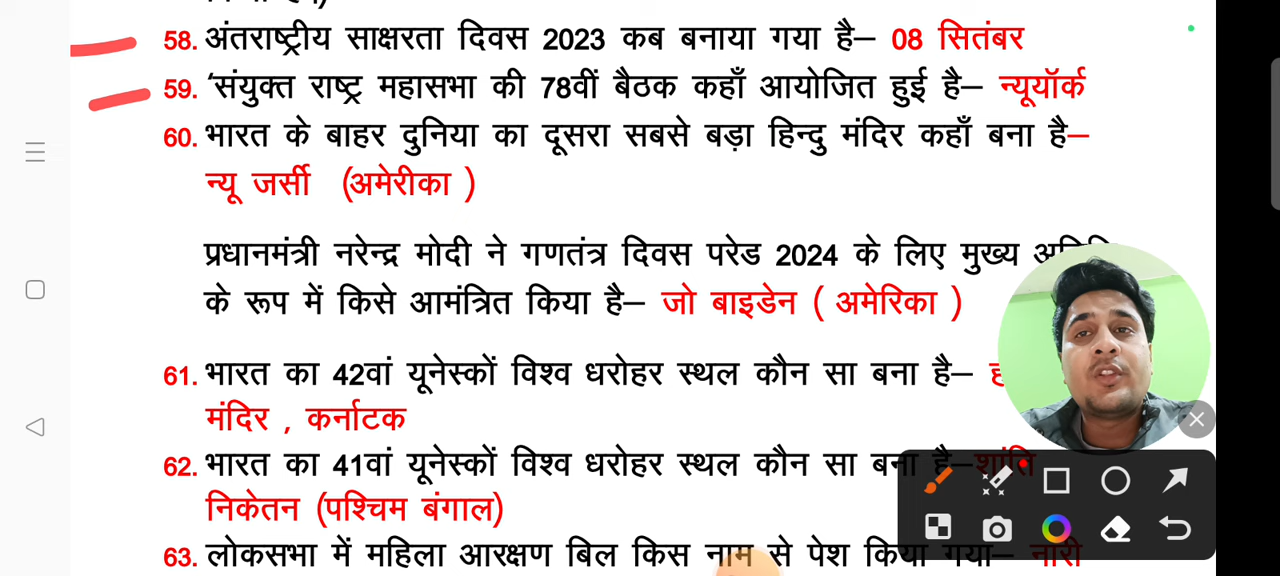 58. अंतराष्ट्रीय साक्षरता दिवस 2023 कब बनाया गया है– 08 सितंबर
59. ‘संयुक्त राष्ट्र महासभा की 78वीं बैठक कहाँ आयोजित हुई है– न्यूयॉर्क
60. भारत के बाहर दुनिया का दूसरा सबसे बड़ा हिन्दु मंदिर कहाँ बना है–
न्यू जर्सी (अमेरीका )
प्रधानमंत्री नरेन्द्र मोदी ने गणतंत्र दिवस परेड 2024 के लिए मुख्य
के रूप में किसे आमंत्रित किया है– जो बाइडेन ( अमेरिका )
61. भारत का 42वां यूनेस्कों विश्व धरोहर स्थल कौन सा बना है–
मंदिर , कर्नाटक
62. भारत का 41वां यूनेस्कों विश्व धरोहर स्थल कौन सा बना है–शांति
निकेतन (पश्चिम बंगाल)
63. लोकसभा में महिला आरक्षण बिल किस नाम से पेश किया गया– नारी